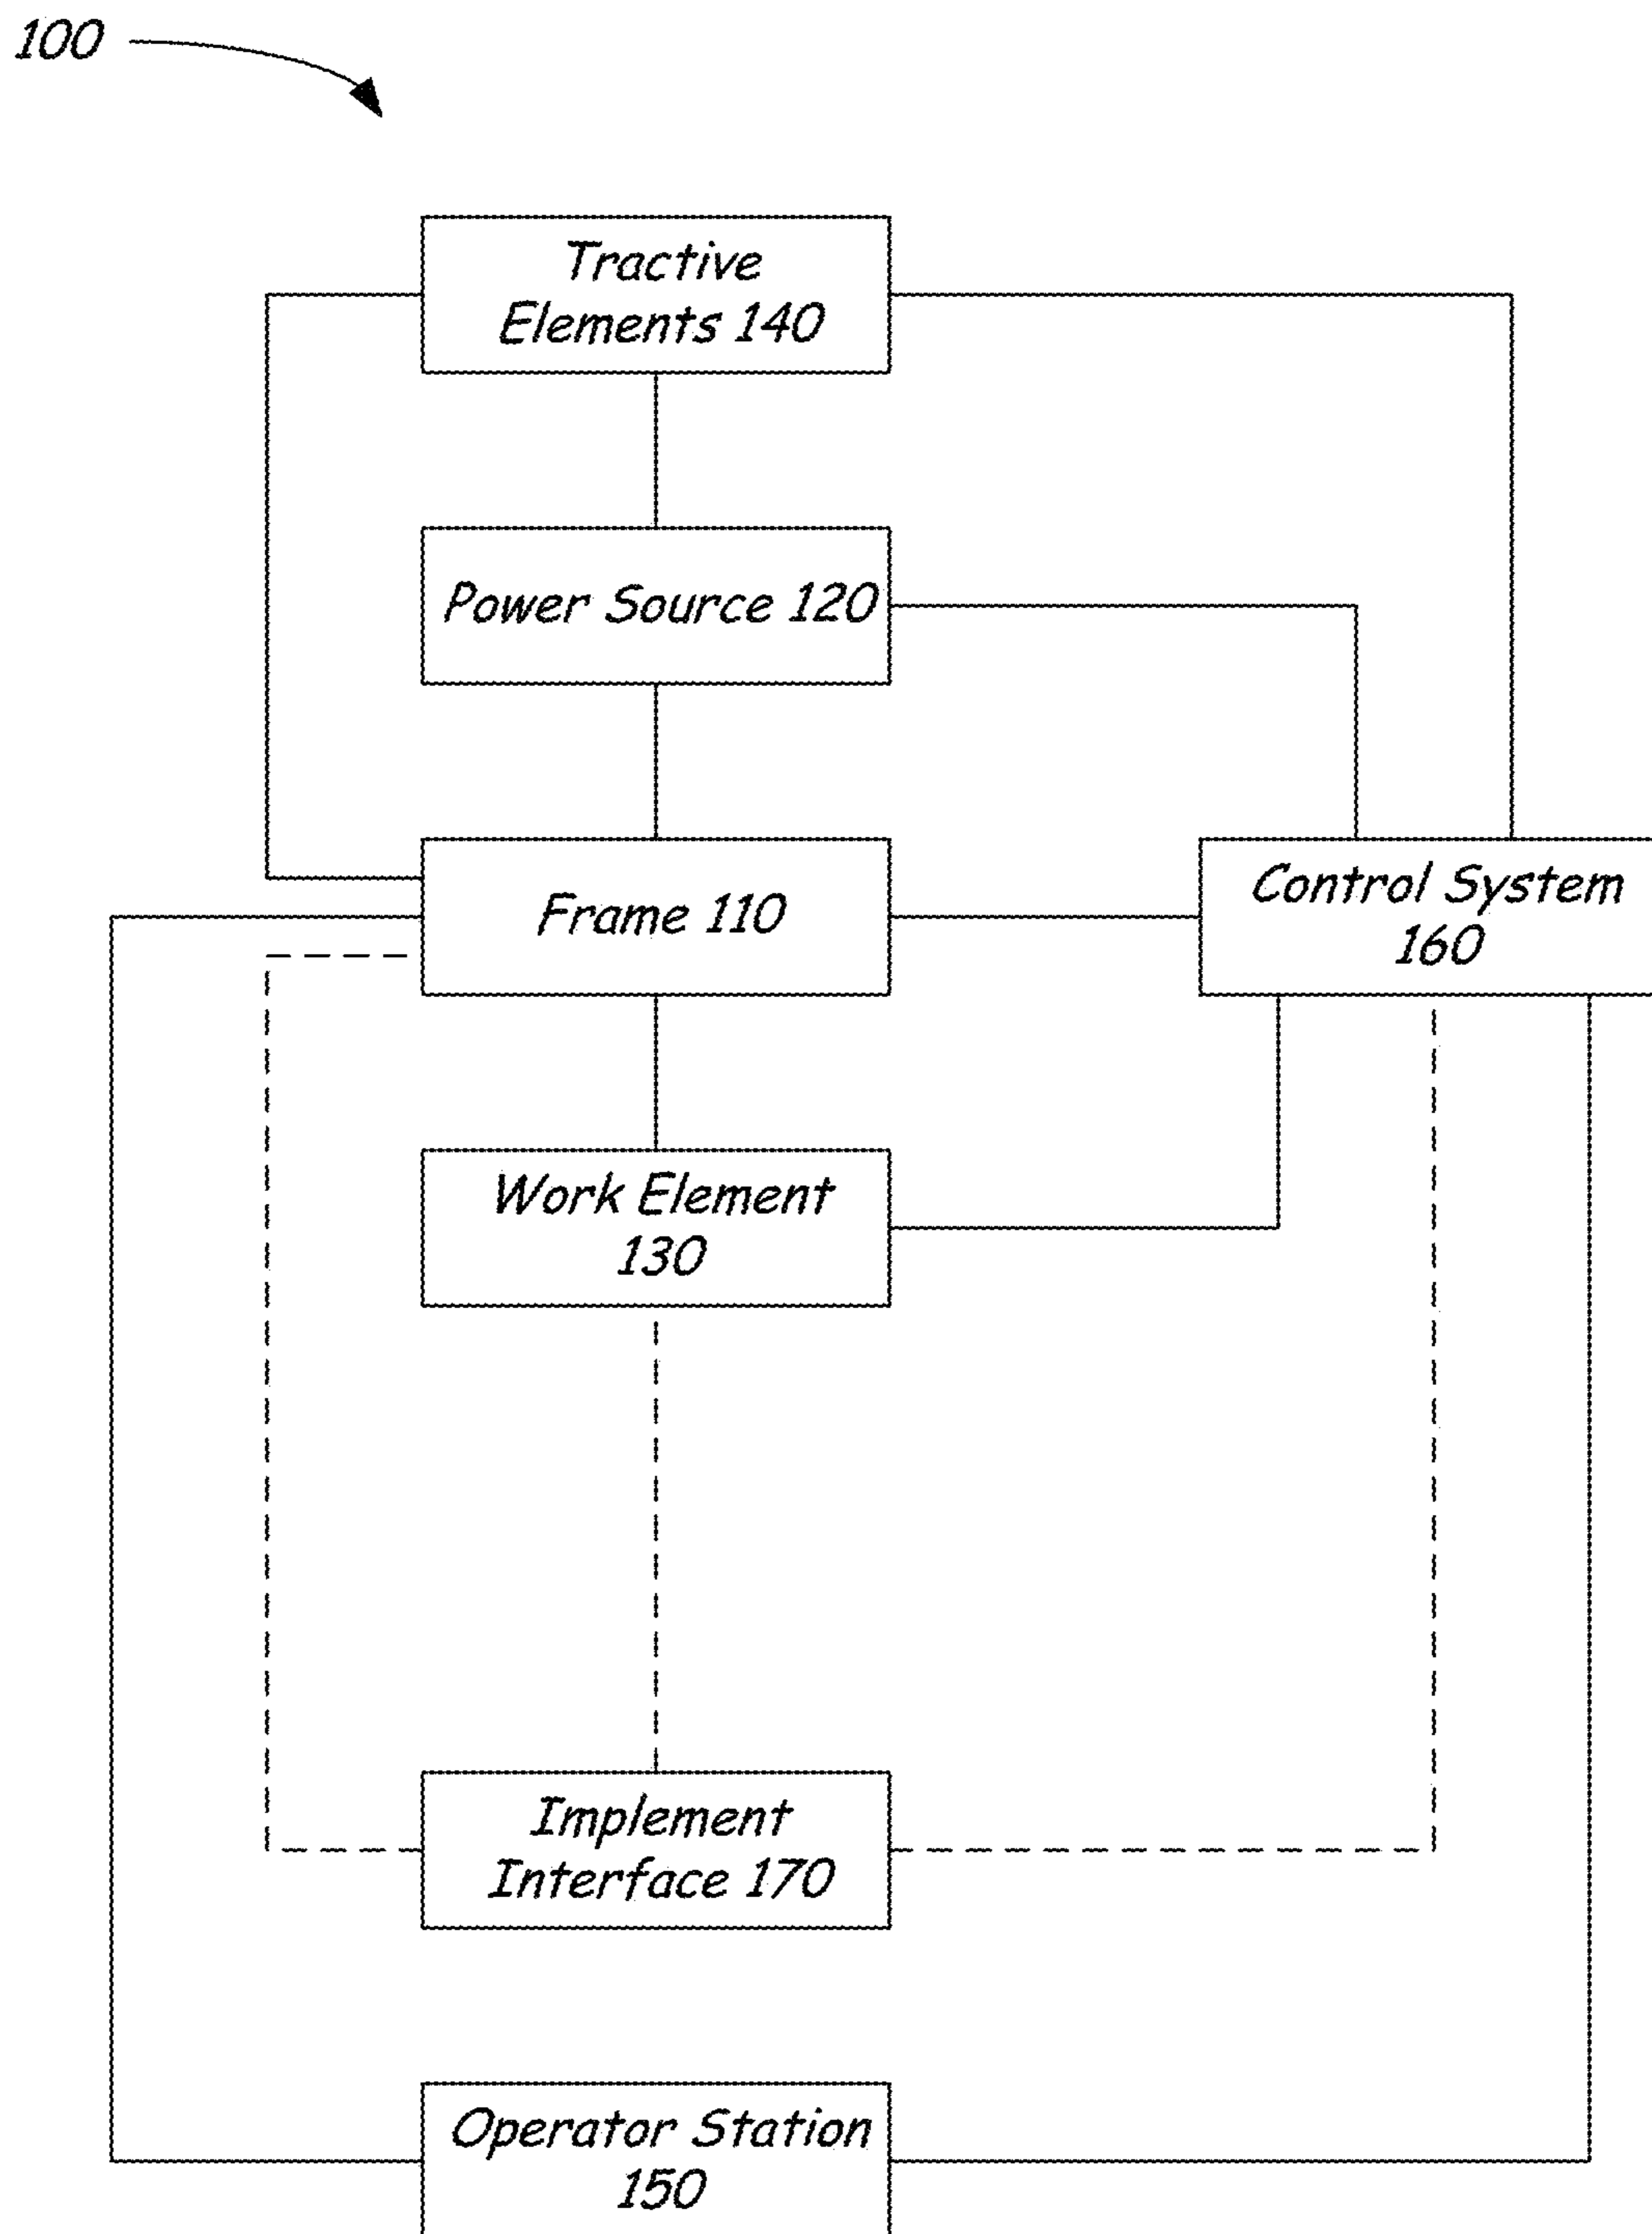 100
Tractive
Elements 140
Power Source 120
Frame 110
Control System
160
Work Element
130
Implement
Interface 170
Operator Station
150